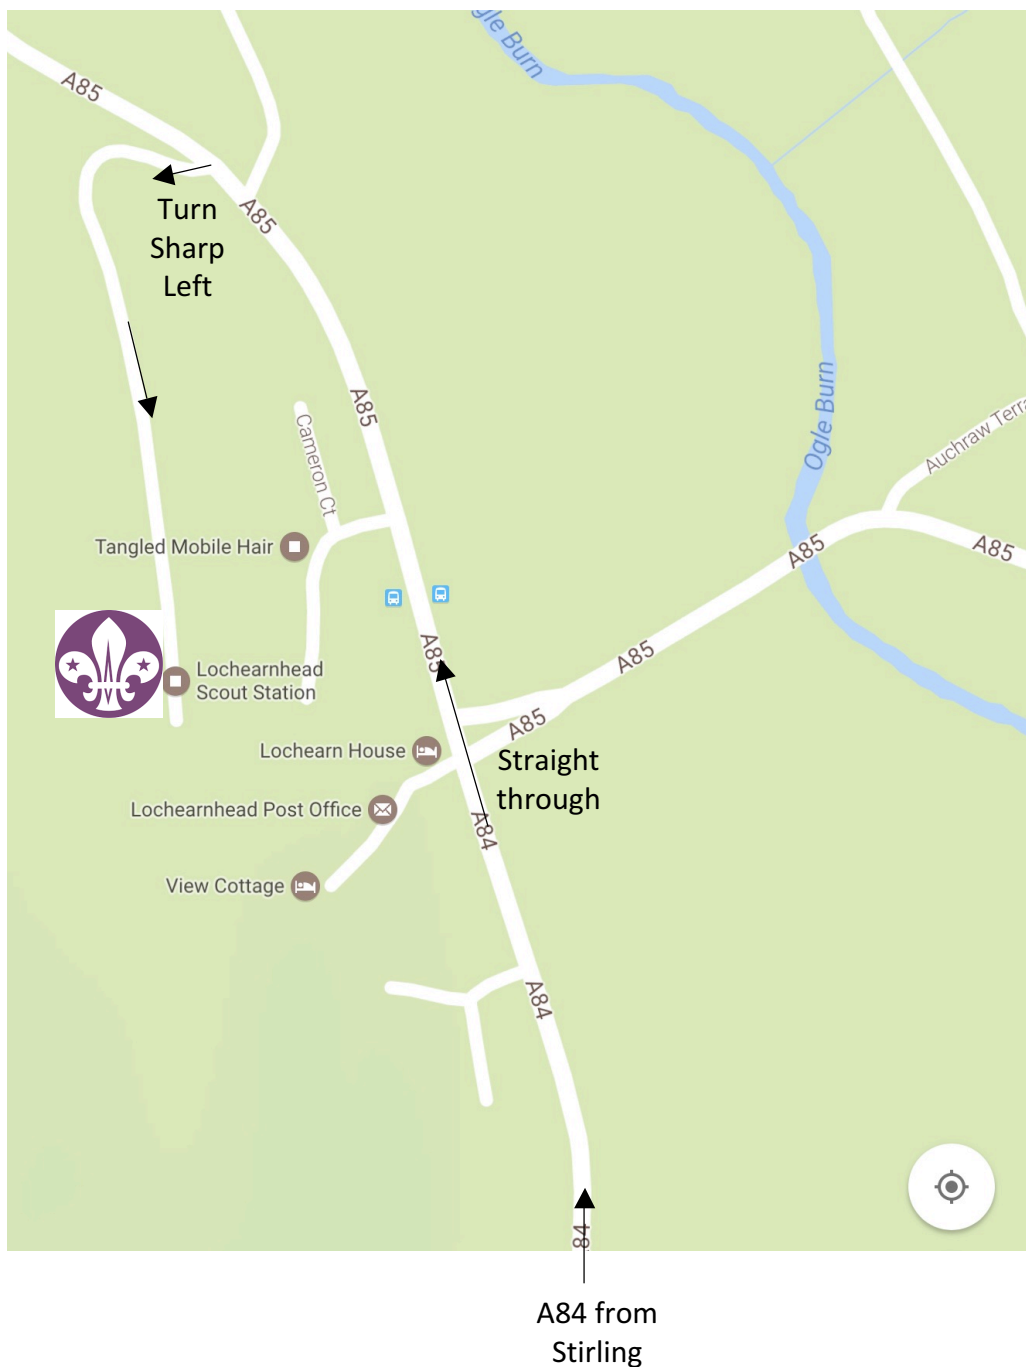 Ogle Burn
A85
Turn
Sharp
Left
A85
A85
Ogle Burn
Auchraw Terra
Cameron Ct
Tangled Mobile Hair
A85
A85
A85
A85
Lochearnhead
Scout Station
A85
Lochearn House
Straight
through
Lochearnhead Post Office
A84
View Cottage
A84
84
A84 from
Stirling